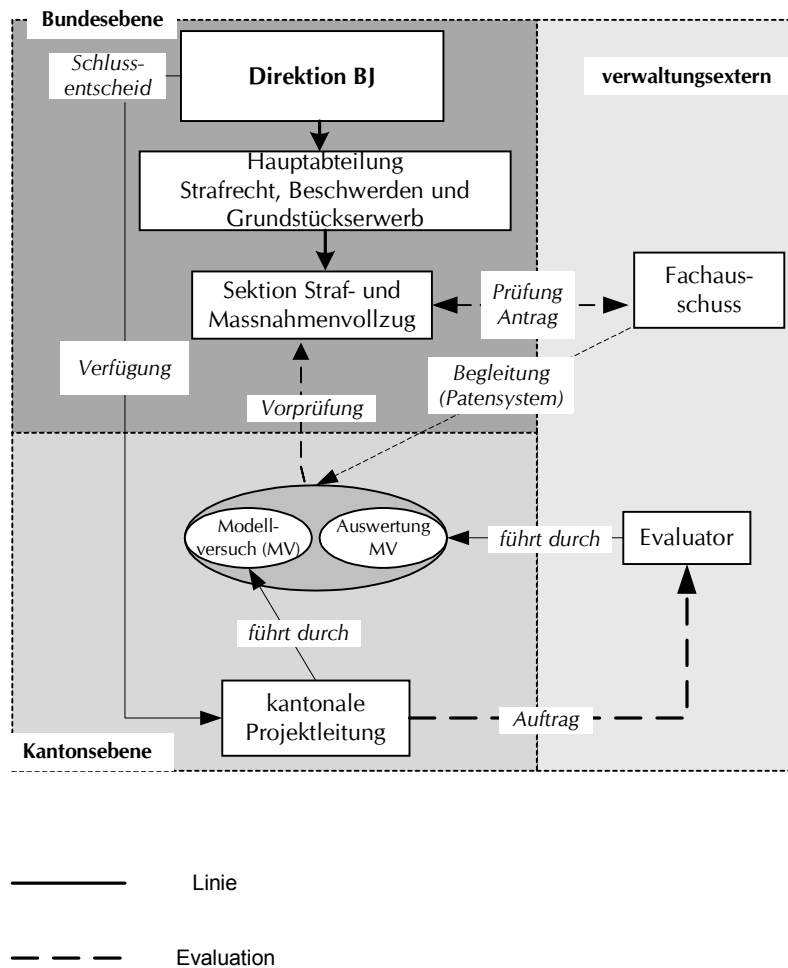 Bundesebene
Schluss-
entscheid
Direktion BJ
verwaltungsextern
Hauptabteilung
Strafrecht, Beschwerden und
Grundstückserwerb
Sektion Straf- und
Massnahmenvollzug
Prüfung
Antrag
Fachaus-
schuss
Verfügung
Vorprüfung
Begleitung
(Patensystem)
Modell-
versuch (MV)
Auswertung
MV
führt durch
Evaluator
führt durch
kantonale
Projektleitung
Auftrag
Kantonsebene
Linie
Evaluation